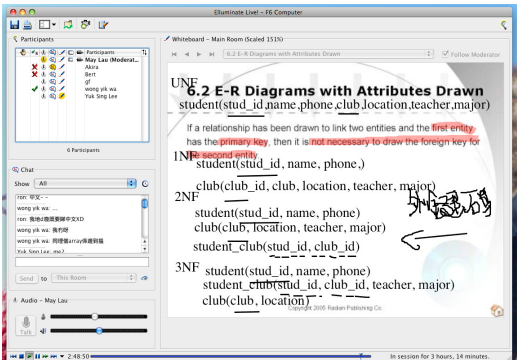 Elluminate Live! - F6 Computer
Participants
Participants
May Lau (Moderat...
Akira
Bert
gf
wong yik wa
Yuk Sing Lee
6 Participants
Chat
Show All
ron: 中文- -
wong yik wa: ...
wong yik wa:
Yuk Sing Lee: me?
Send to This Room
Audio - May Lau
Talk
2:48:50
In session for 3 hours, 14 minutes.
Whiteboard - Main Room (Scaled 151%)
6.2 E-R Diagrams with Attributes Drawn
Follow Moderator
UNF
6.2 E-R Diagrams with Attributes Drawn
student(stud_id,name,phone,club,location,teacher,major)
If a relationship has been drawn to link two entities and the first entity
has the primary key, then it is not necessary to draw the foreign key for
the second entity
1NF
student(stud_id, name, phone,)
club(club_id, club, location, teacher, major)
2NF
student(stud_id, name, phone)
club(club, location, teacher, major)
student_club(stud_id, club_id)
3NF
student(stud_id, name, phone)
student_club(stud_id, club_id, teacher, major)
club(club, location)
Copyright 2005 Radian Publishing Co.